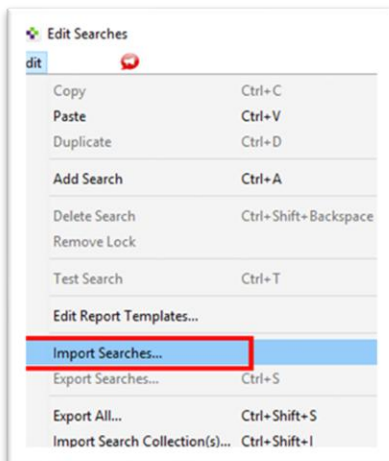 Edit Searches
dit
Copy Ctrl+C
Paste Ctrl+V
Duplicate Ctrl+D
Add Search Ctrl+A
Delete Search Ctrl+Shift+Backspace
Remove Lock
Test Search Ctrl+T
Edit Report Templates...
Import Searches...
Export Searches... Ctrl+S
Export All... Ctrl+Shift+S
Import Search Collection(s)... Ctrl+Shift+I